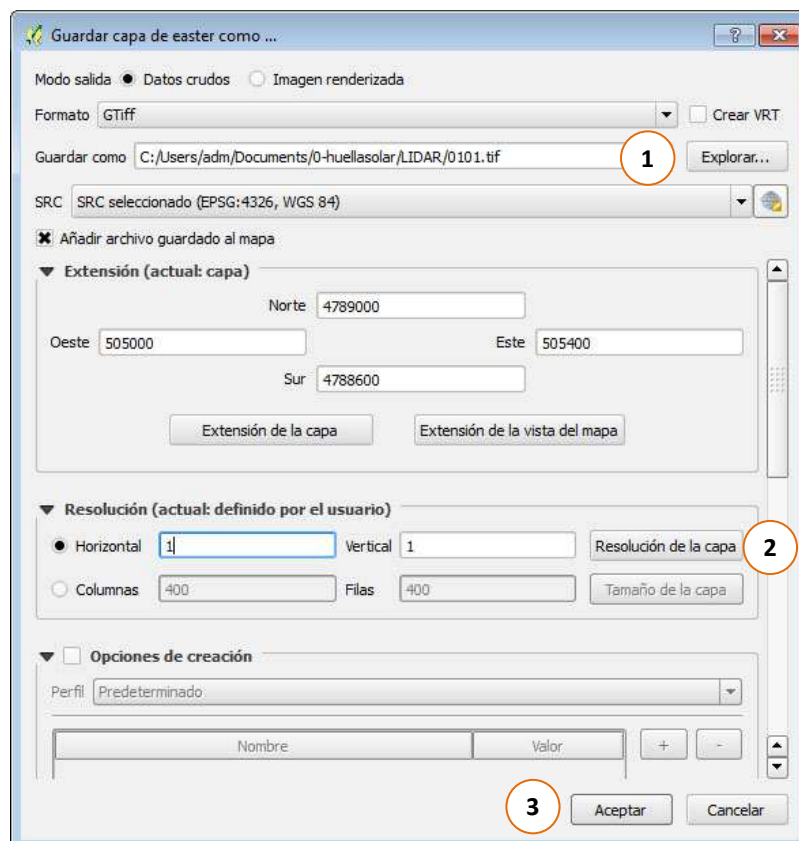 Guardar capa de easter como ...
Modo salida Datos crudos Imagen renderizada
Formato GTiff Crear VRT
Guardar como C:/Users/adm/Documents/0-huellasolar/LIDAR/0101.tif 1 Explorar...
SRC SRC seleccionado (EPSG:4326, WGS 84)
Añadir archivo guardado al mapa
Extensión (actual: capa)
Norte 4789000
Oeste 505000 Este 505400
Sur 4788600
Extensión de la capa Extensión de la vista del mapa
Resolución (actual: definido por el usuario)
Horizontal 1 Vertical 1 Resolución de la capa 2
Columnas 400 Filas 400 Tamaño de la capa
Opciones de creación
Perfil Predeterminado
Nombre Valor + -
3 Aceptar Cancelar